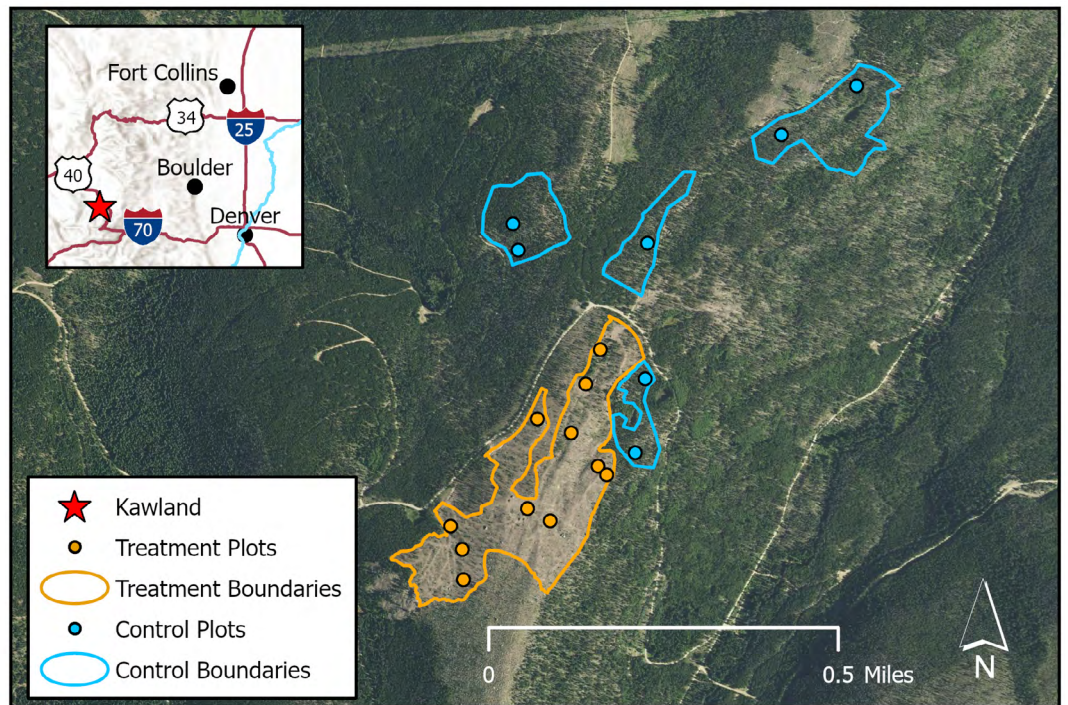 Fort Collins
34
25
40
Boulder
Denver
70
Kawland
Treatment Plots
Treatment Boundaries
Control Plots
Control Boundaries
0
0.5 Miles
N